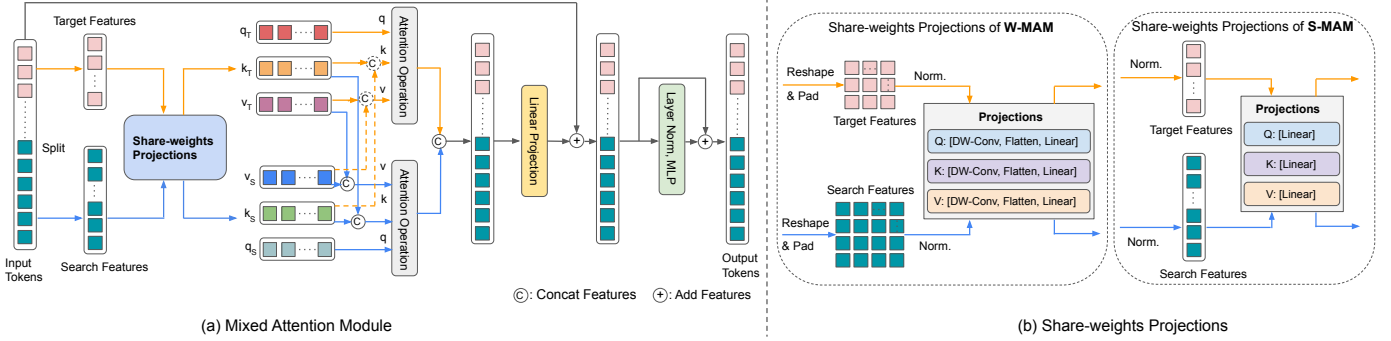 Target Features
Split
Input
Tokens
Search Features
Share-weights
Projections
q_T
k_T
v_T
v_S
k_S
q_S
q
k
v
C
C
Attention Operation
v
k
q
C
C
Attention Operation
C
Linear Projection
+
Layer Norm, MLP
+
Output
Tokens
C : Concat Features
+ : Add Features
(a) Mixed Attention Module
Share-weights Projections of W-MAM
Reshape
& Pad
Target Features
Norm.
Projections
Q: [DW-Conv, Flatten, Linear]
K: [DW-Conv, Flatten, Linear]
V: [DW-Conv, Flatten, Linear]
Search Features
Reshape
& Pad
Norm.
Share-weights Projections of S-MAM
Norm.
Target Features
Projections
Q: [Linear]
K: [Linear]
V: [Linear]
Norm.
Search Features
(b) Share-weights Projections